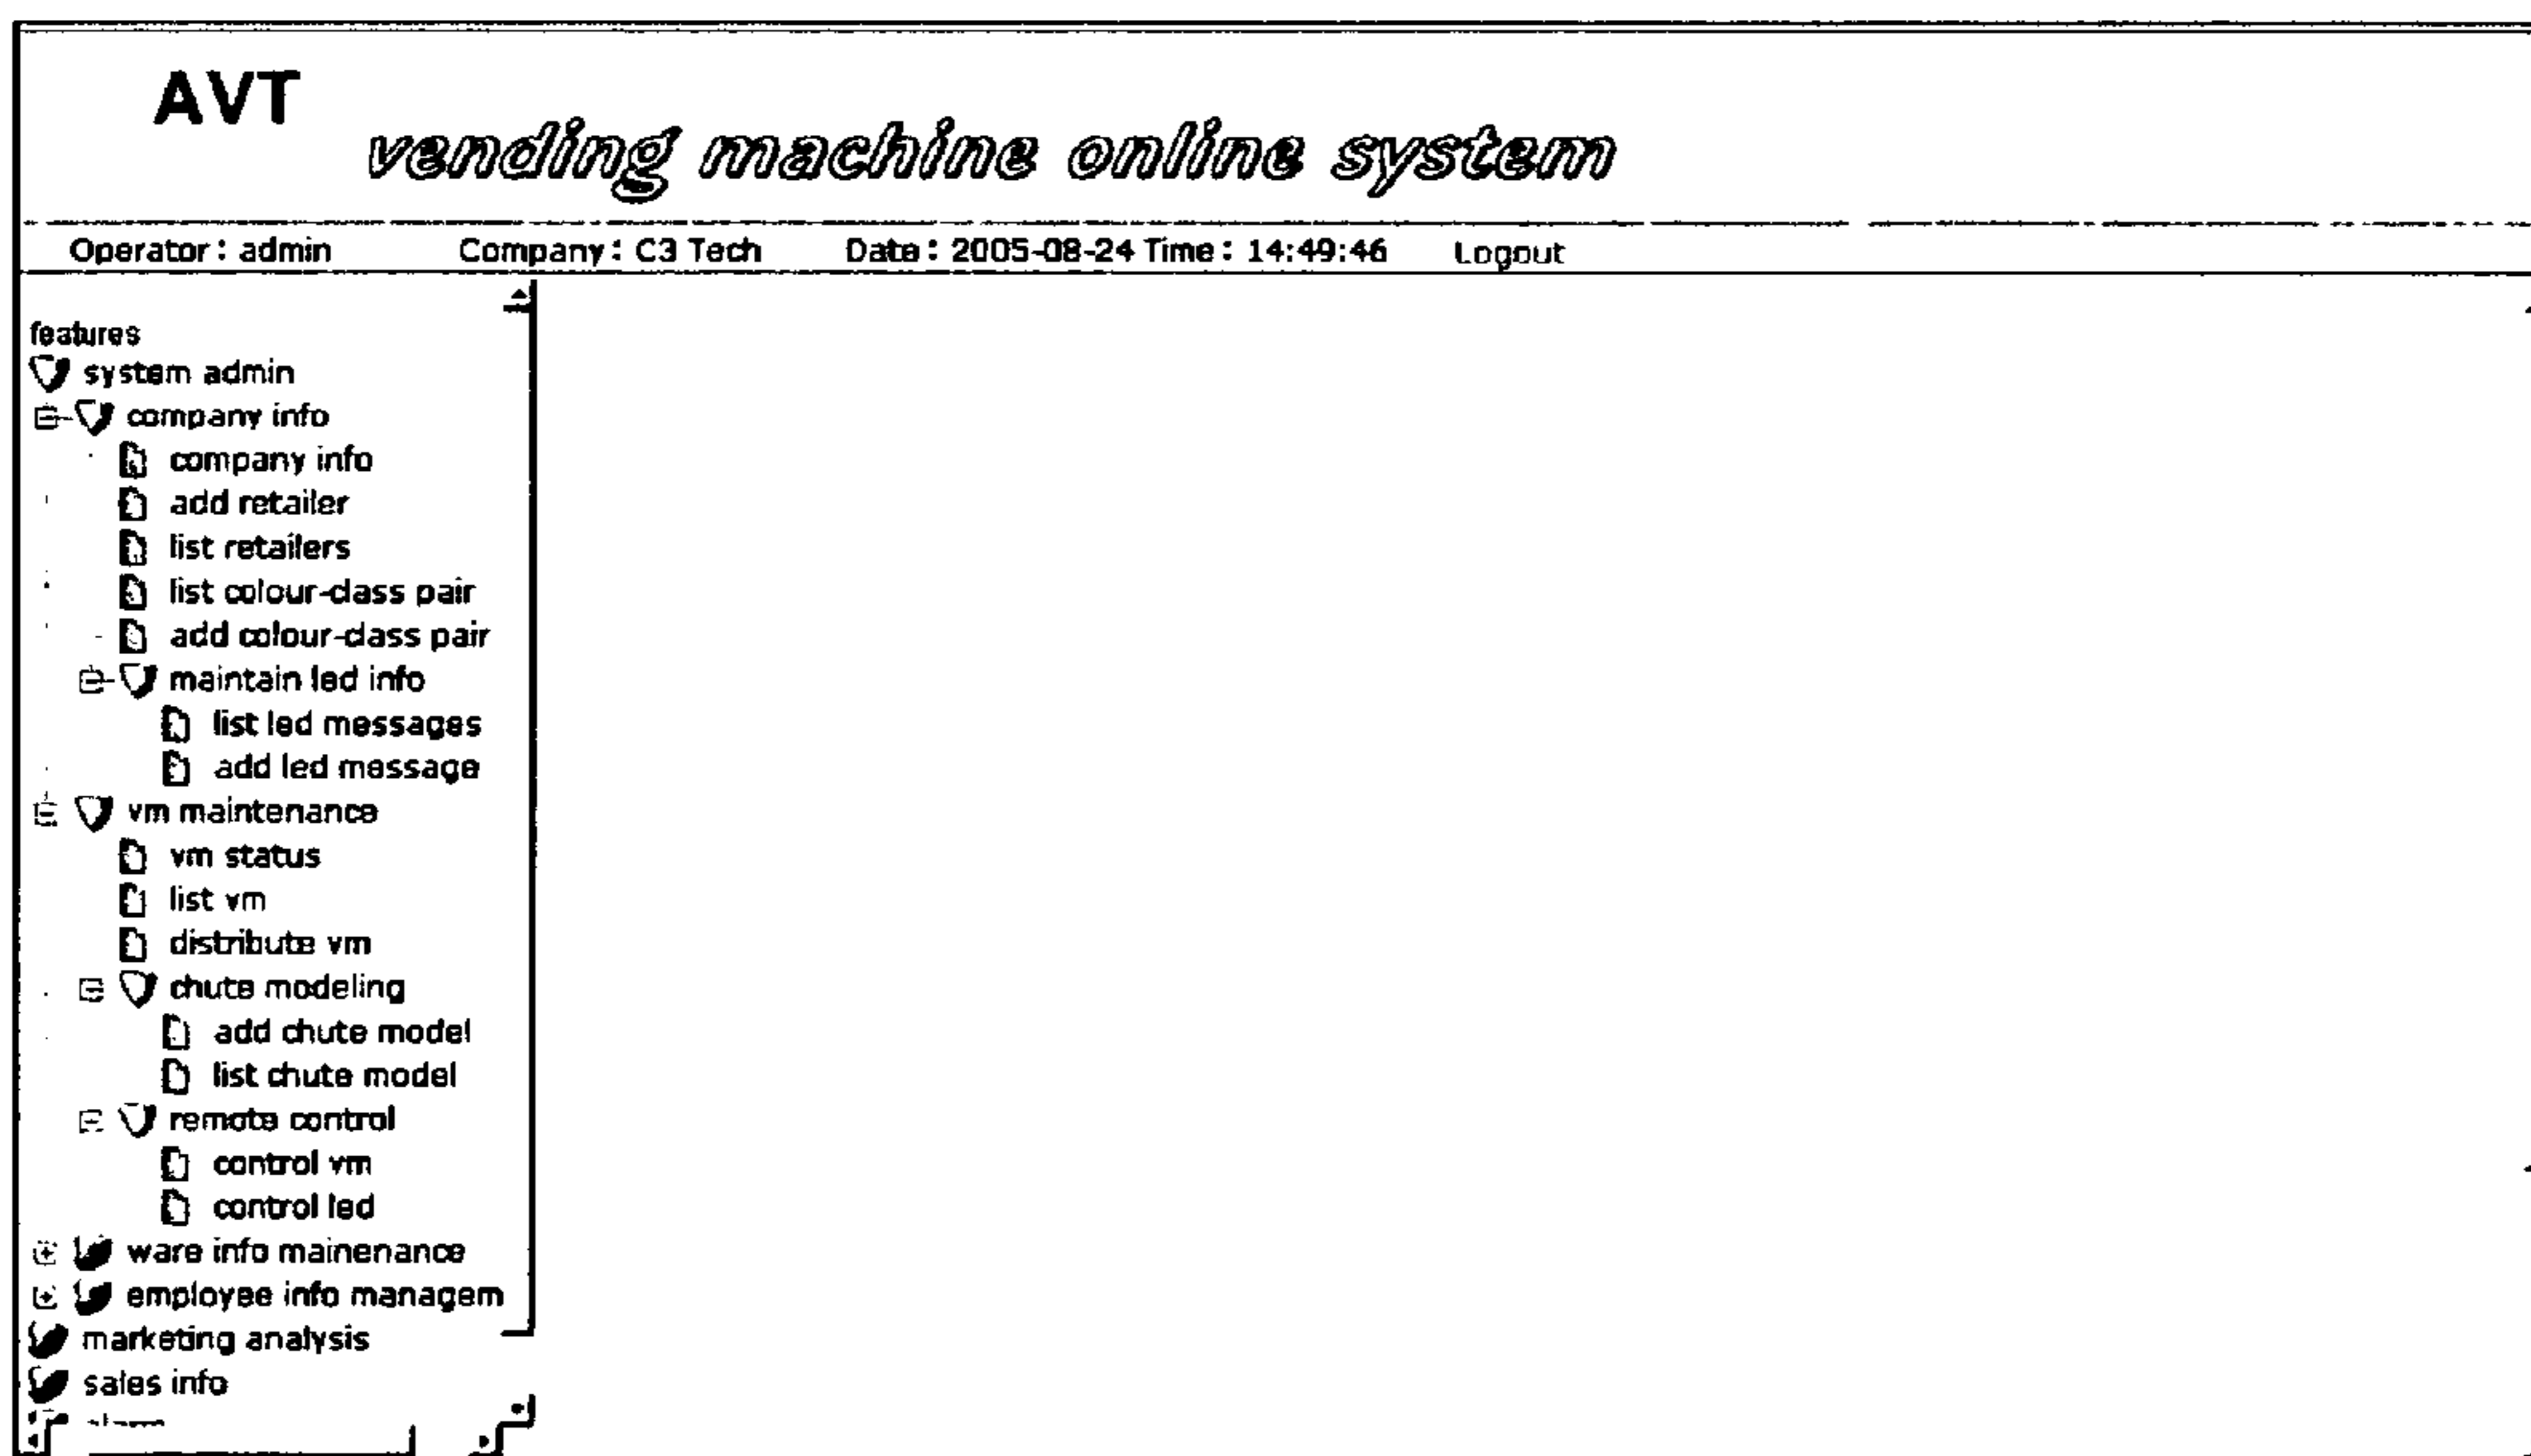 AVT
vending machine online system
Operator: admin Company: C3 Tech Date: 2005-08-24 Time: 14:49:46 Logout
features
system admin
company info
company info
add retailer
list retailers
list colour-class pair
add colour-class pair
maintain led info
list led messages
add led message
vm maintenance
vm status
list vm
distribute vm
chute modeling
add chute model
list chute model
remote control
control vm
control led
ware info mainenance
employee info managem
marketing analysis
sales info